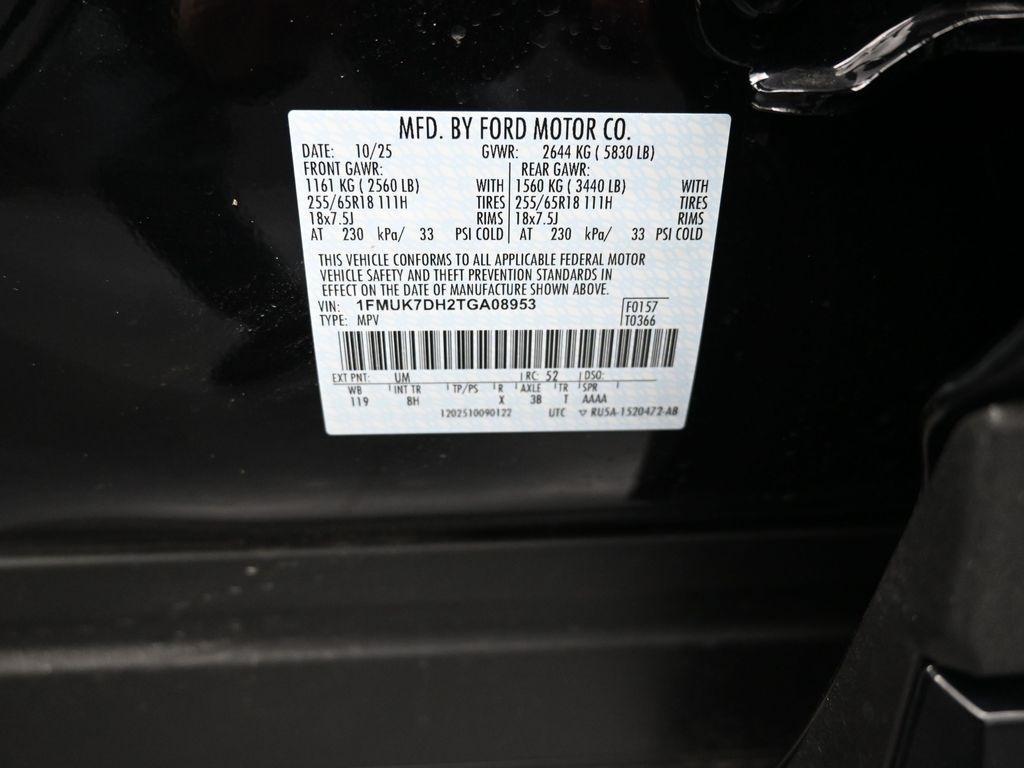 MFD. BY FORD MOTOR CO.
DATE: 10/25 GVWR: 2644 KG ( 5830 LB)
FRONT GAWR: REAR GAWR:
1161 KG ( 2560 LB) WITH 1560 KG ( 3440 LB) WITH
255/65R18 111H TIRES 255/65R18 111H TIRES
18x7.5J RIMS 18x7.5J RIMS
AT 230 kPa/ 33 PSI COLD AT 230 kPa/ 33 PSI COLD
THIS VEHICLE CONFORMS TO ALL APPLICABLE FEDERAL MOTOR
VEHICLE SAFETY AND THEFT PREVENTION STANDARDS IN
EFFECT ON THE DATE OF MANUFACTURE SHOWN ABOVE.
VIN: 1FMUK7DH2TGA08953 F0157
TYPE: MPV T0366
EXT PNT: UM RC: 52 DSO:
WB INT TR TP/PS R AXLE TR SPR
119 8H X 38 T AAAA
1202510090122 UTC ▽ RU5A-1520472-AB